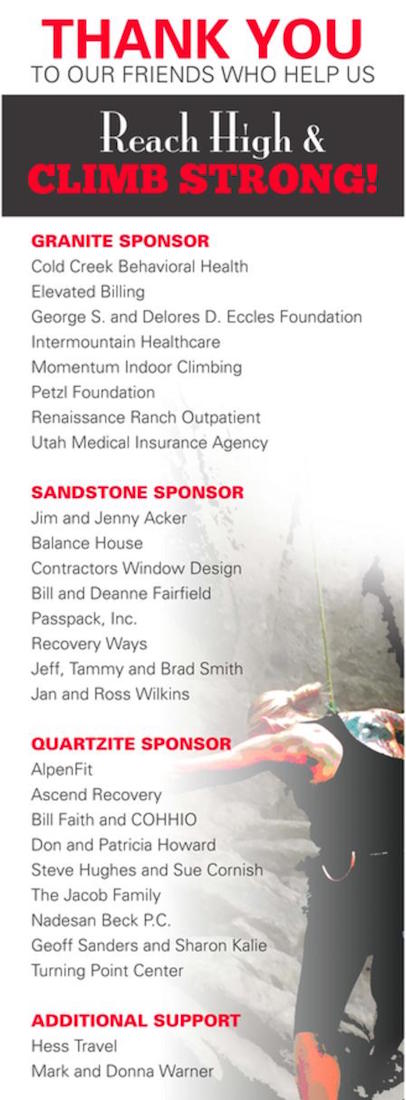 THANK YOU
TO OUR FRIENDS WHO HELP US
Reach High &
CLIMB STRONG!
GRANITE SPONSOR
Cold Creek Behavioral Health
Elevated Billing
George S. and Delores D. Eccles Foundation
Intermountain Healthcare
Momentum Indoor Climbing
Petzl Foundation
Renaissance Ranch Outpatient
Utah Medical Insurance Agency
SANDSTONE SPONSOR
Jim and Jenny Acker
Balance House
Contractors Window Design
Bill and Deanne Fairfield
Passpack, Inc.
Recovery Ways
Jeff, Tammy and Brad Smith
Jan and Ross Wilkins
QUARTZITE SPONSOR
AlpenFit
Ascend Recovery
Bill Faith and COHHIO
Don and Patricia Howard
Steve Hughes and Sue Cornish
The Jacob Family
Nadesan Beck P.C.
Geoff Sanders and Sharon Kalie
Turning Point Center
ADDITIONAL SUPPORT
Hess Travel
Mark and Donna Warner